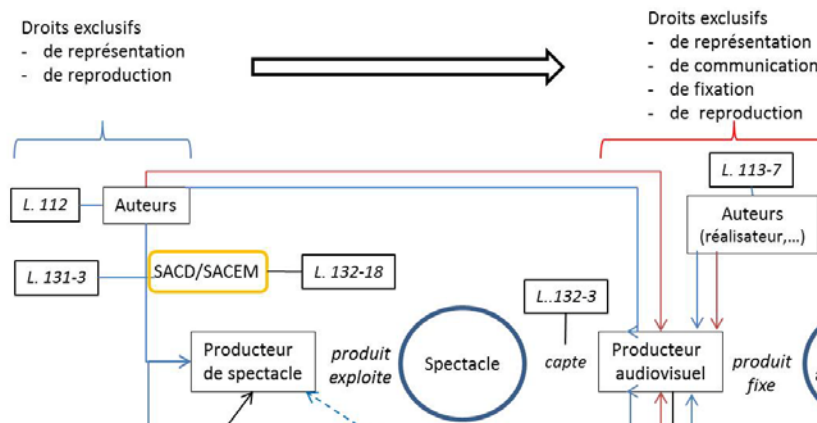 Droits exclusifs
- de représentation
- de reproduction
Droits exclusifs
- de représentation
- de communication
- de fixation
- de reproduction
L. 113-7
L. 112
Auteurs
Auteurs
(réalisateur,...)
L. 131-3
SACD/SACEM
L. 132-18
L..132-3
Producteur
de spectacle
produit
exploite
Spectacle
capte
Producteur
audiovisuel
produit
fixe